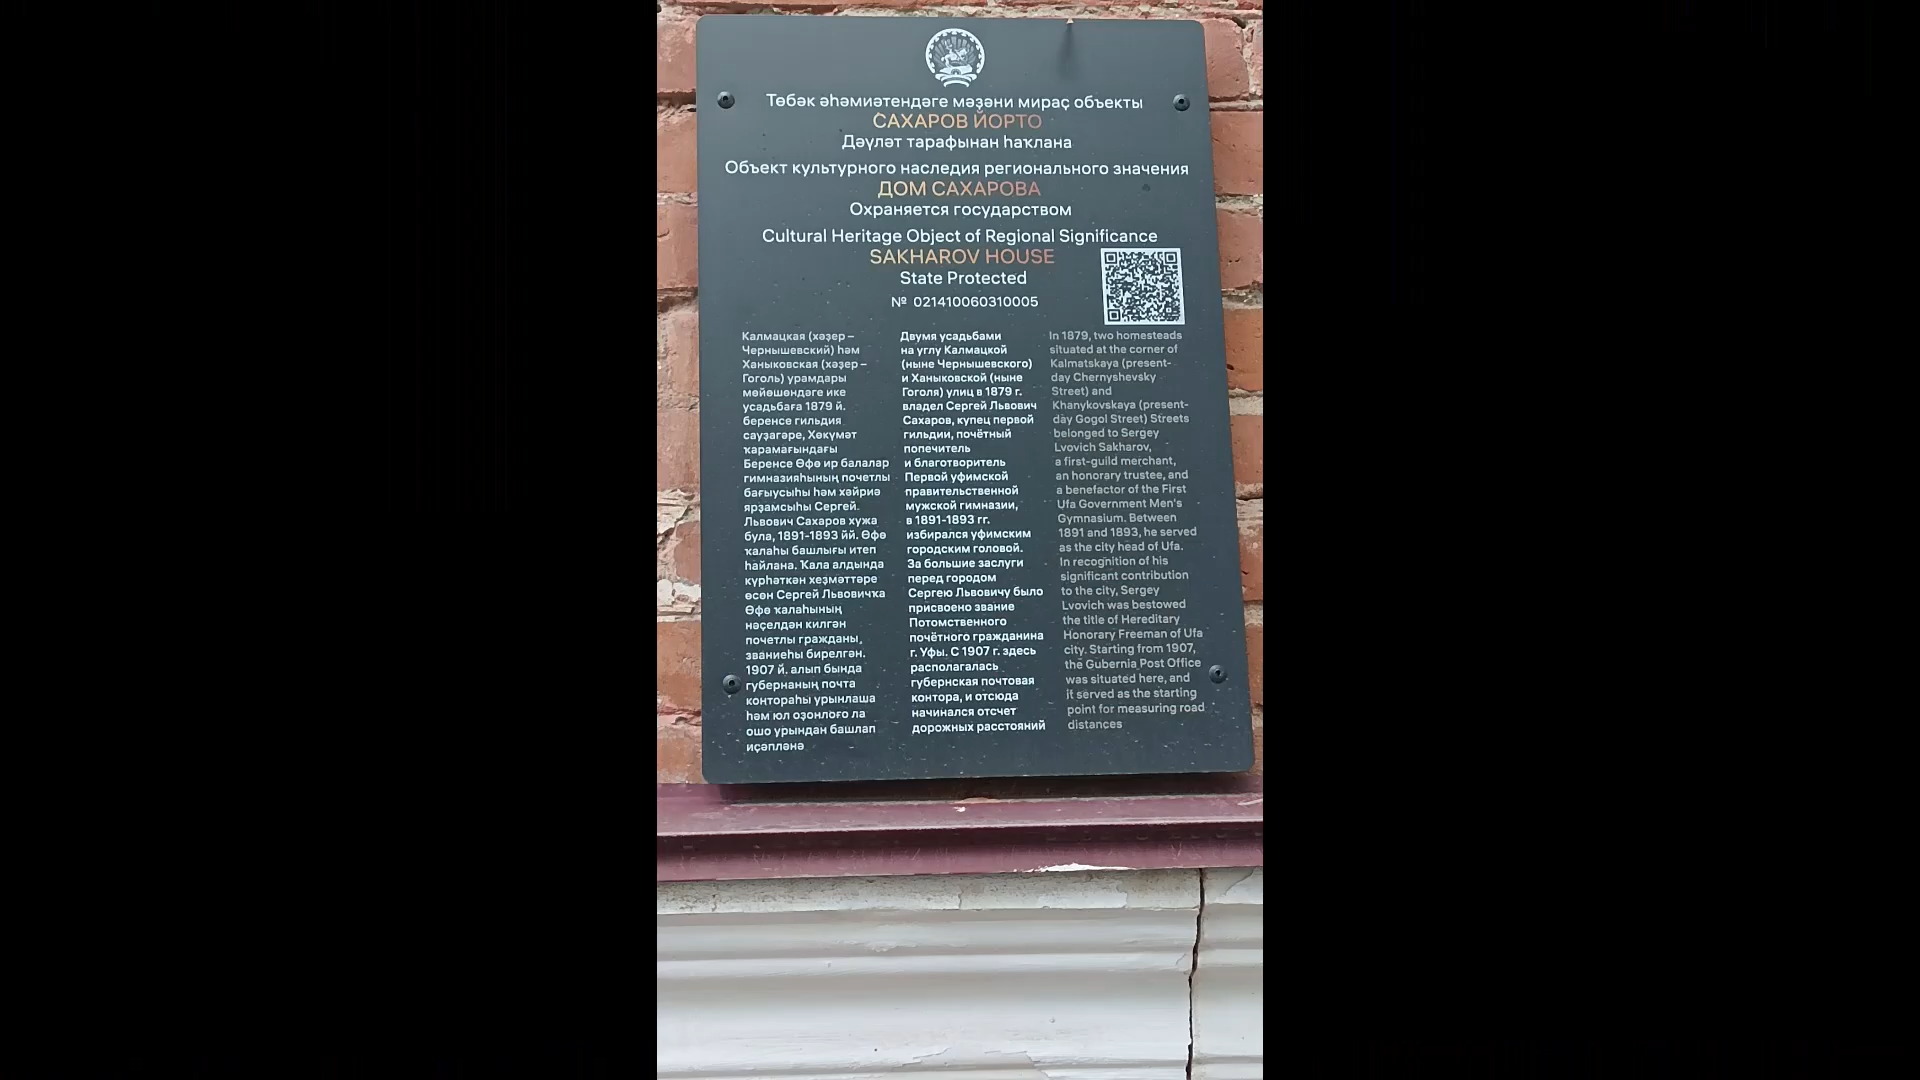 Төбәк әһәмиәтендәге мәҙәни мираҫ объекты
САХАРОВ ЙОРТО
Дәүләт тарафынан һаҡлана
Объект культурного наследия регионального значения
ДОМ САХАРОВА
Охраняется государством
Cultural Heritage Object of Regional Significance
SAKHAROV HOUSE
State Protected
№ 021410060310005
Калмацкая (хәҙер –
Чернышевский) һәм
Ханыковская (хәҙер –
Гоголь) урамдары
мөйөшөндәге ике
усадьбаға 1879 й.
беренсе гильдия
сауҙагәре, Хөкүмәт
ҡарамағындағы
Беренсе Өфө ир балалар
гимназияһының почетлы
бағыусыһы һәм хәйриә
ярҙамсыһы Сергей
Львович Сахаров хужа
була, 1891-1893 йй. Өфө
ҡалаһы башлығы итеп
һайлана. Ҡала алдында
күрһәткән хеҙмәттәре
өсөн Сергей Львовичҡа
Өфө ҡалаһының
нәҫелдән килгән
почетлы гражданы
званиеһы бирелгән.
1907 й. алып бында
губернаның почта
контораһы урынлаша
һәм юл оҙонлоғо ла
ошо урындан башлап
иҫәпләнә
Двумя усадьбами
на углу Калмацкой
(ныне Чернышевского)
и Ханыковской (ныне
Гоголя) улиц в 1879 г.
владел Сергей Львович
Сахаров, купец первой
гильдии, почётный
попечитель
и благотворитель
Первой уфимской
правительственной
мужской гимназии,
в 1891-1893 гг.
избирался уфимским
городским головой.
За большие заслуги
перед городом
Сергею Львовичу было
присвоено звание
Потомственного
почётного гражданина
г. Уфы. С 1907 г. здесь
располагалась
губернская почтовая
контора, и отсюда
начинался отсчет
дорожных расстояний
In 1879, two homesteads
situated at the corner of
Kalmatskaya (present-
day Chernyshevsky
Street) and
Khanykovskaya (present-
day Gogol Street) Streets
belonged to Sergey
Lvovich Sakharov,
a first-guild merchant,
an honorary trustee, and
a benefactor of the First
Ufa Government Men's
Gymnasium. Between
1891 and 1893, he served
as the city head of Ufa.
In recognition of his
significant contribution
to the city, Sergey
Lvovich was bestowed
the title of Hereditary
Honorary Freeman of Ufa
city. Starting from 1907,
the Gubernia Post Office
was situated here, and
it served as the starting
point for measuring road
distances